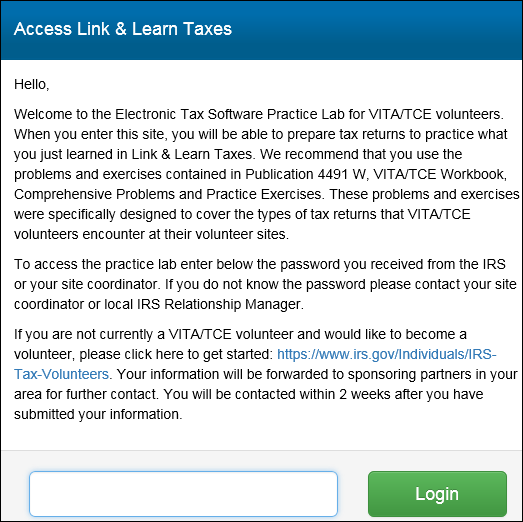 Access Link & Learn Taxes
Hello,
Welcome to the Electronic Tax Software Practice Lab for VITA/TCE volunteers.
When you enter this site, you will be able to prepare tax returns to practice what
you just learned in Link & Learn Taxes. We recommend that you use the
problems and exercises contained in Publication 4491 W, VITA/TCE Workbook,
Comprehensive Problems and Practice Exercises. These problems and exercises
were specifically designed to cover the types of tax returns that VITA/TCE
volunteers encounter at their volunteer sites.
To access the practice lab enter below the password you received from the IRS
or your site coordinator. If you do not know the password please contact your site
coordinator or local IRS Relationship Manager.
If you are not currently a VITA/TCE volunteer and would like to become a
volunteer, please click here to get started: https://www.irs.gov/Individuals/IRS-
Tax-Volunteers. Your information will be forwarded to sponsoring partners in your
area for further contact. You will be contacted within 2 weeks after you have
submitted your information.
Login